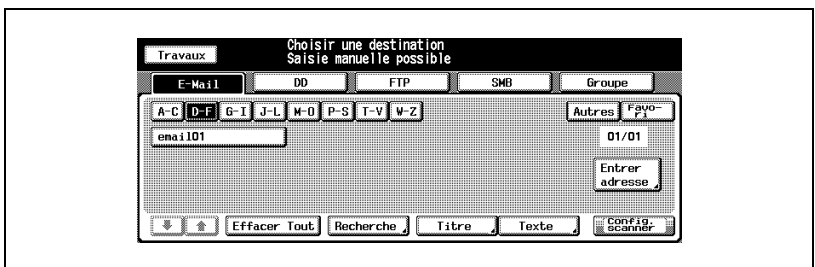 Travaux
Choisir une destination
Saisie manuelle possible
E-Mail DD FTP SMB Groupe
A-C D-F G-I J-L M-O P-S T-V W-Z Autres Favo-
ri
email01 01/01
Entrer
adresse
Effacer Tout Recherche Titre Texte Config.
scanner